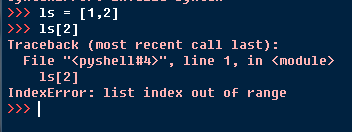 >>> ls = [1,2]
>>> ls[2]
Traceback (most recent call last):
  File "<pyshell#4>", line 1, in <module>
    ls[2]
IndexError: list index out of range
>>>